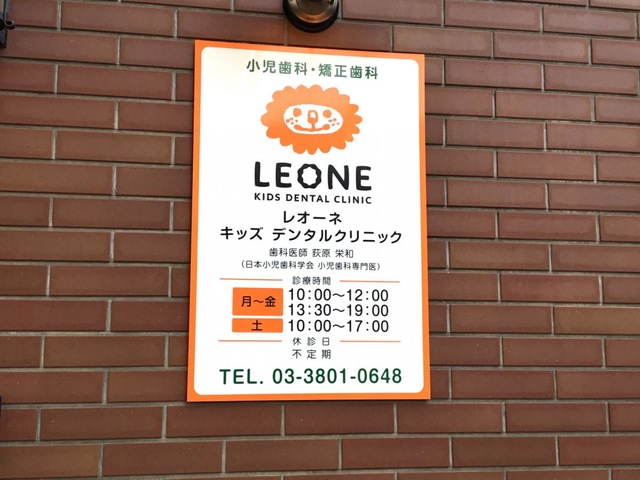 小児歯科・矯正歯科
LEONE
KIDS DENTAL CLINIC
レオーネ
キッズ デンタルクリニック
歯科医師 荻原 栄和
(日本小児歯科学会 小児歯科専門医)
診療時間
月〜金 10:00〜12:00
13:30〜19:00
土 10:00〜17:00
休診日
不定期
TEL. 03-3801-0648